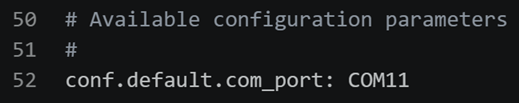 50 # Available configuration parameters
51 #
52 conf.default.com_port: COM11